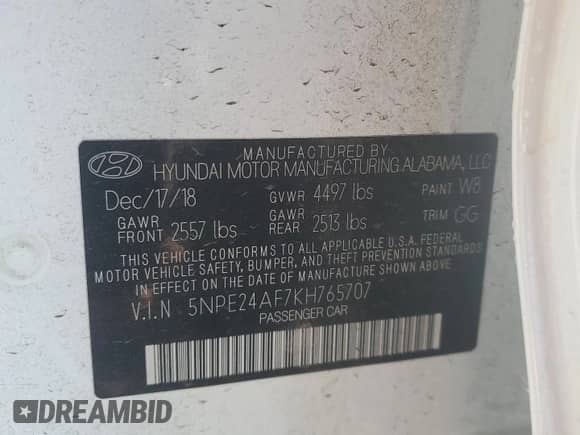 MANUFACTURED BY
HYUNDAI MOTOR MANUFACTURING ALABAMA, LLC
Dec/17/18 GVWR 4497 lbs PAINT W8
GAWR FRONT 2557 lbs GAWR REAR 2513 lbs TRIM GG
THIS VEHICLE CONFORMS TO ALL APPLICABLE U.S.A. FEDERAL
MOTOR VEHICLE SAFETY, BUMPER, AND THEFT PREVENTION
STANDARDS IN EFFECT ON THE DATE OF MANUFACTURE SHOWN
ABOVE.
V.I.N 5NPE24AF7KH765707
PASSENGER CAR
DREAMBID